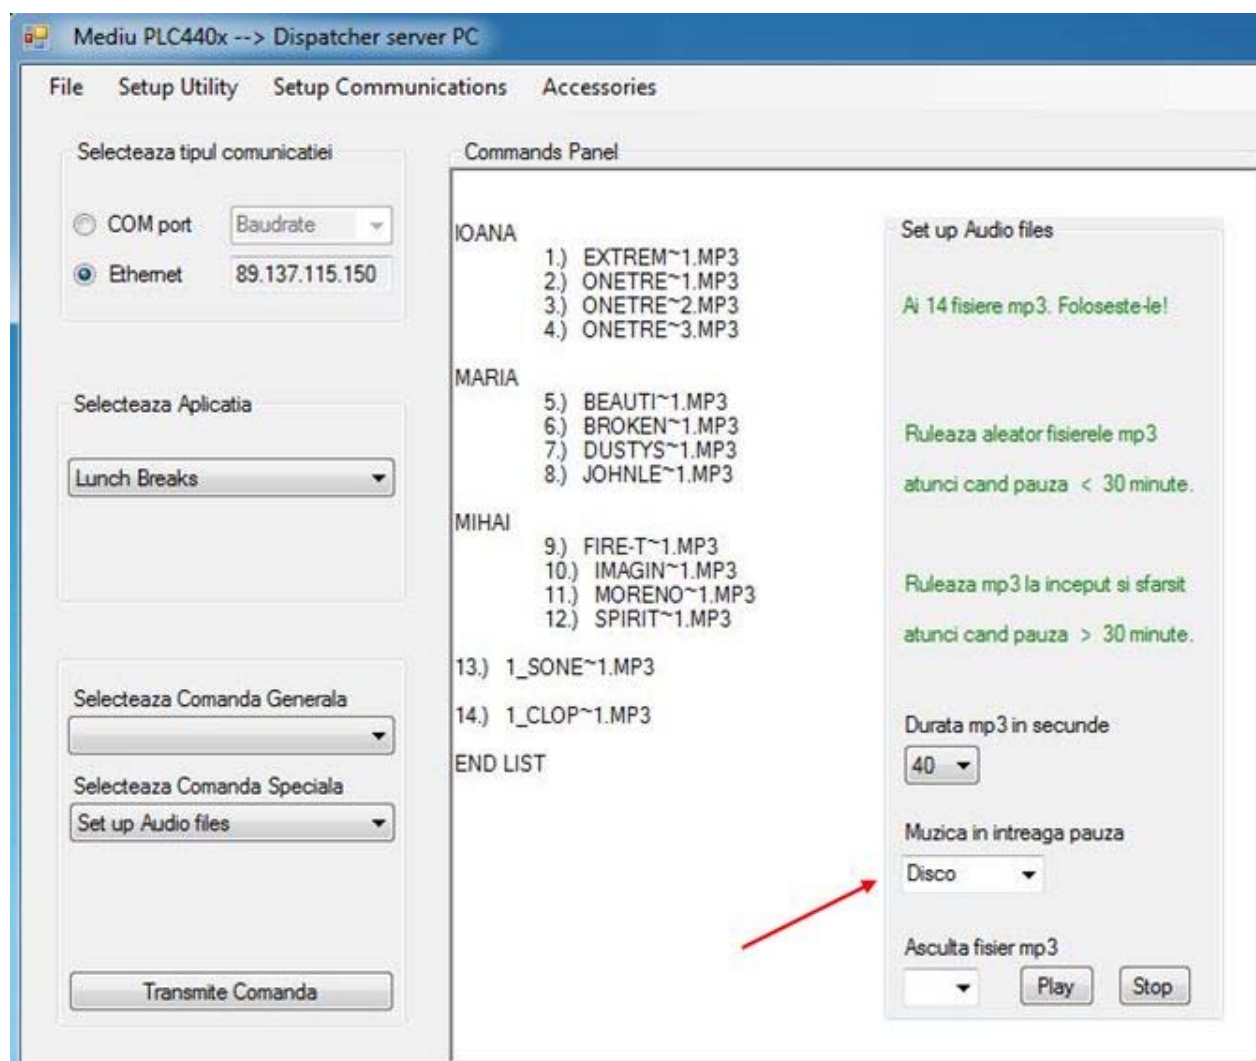 Mediu PLC440x --> Dispatcher server PC
File Setup Utility Setup Communications Accessories
Selecteaza tipul comunicatiei
COM port Baudrate
Ethernet 89.137.115.150
Selecteaza Aplicatia
Lunch Breaks
Selecteaza Comanda Generala
Selecteaza Comanda Speciala
Set up Audio files
Transmite Comanda
Commands Panel
IOANA
1.) EXTREM~1.MP3
2.) ONETRE~1.MP3
3.) ONETRE~2.MP3
4.) ONETRE~3.MP3
MARIA
5.) BEAUTI~1.MP3
6.) BROKEN~1.MP3
7.) DUSTYS~1.MP3
8.) JOHNLE~1.MP3
MIHAI
9.) FIRE-T~1.MP3
10.) IMAGIN~1.MP3
11.) MORENO~1.MP3
12.) SPIRIT~1.MP3
13.) 1_SONE~1.MP3
14.) 1_CLOP~1.MP3
END LIST
Set up Audio files
Ai 14 fisiere mp3. Foloseste-le!
Ruleaza aleator fisierele mp3
atunci cand pauza < 30 minute.
Ruleaza mp3 la inceput si sfarsit
atunci cand pauza > 30 minute.
Durata mp3 in secunde
40
Muzica in intreaga pauza
Disco
Asculta fisier mp3
Play Stop